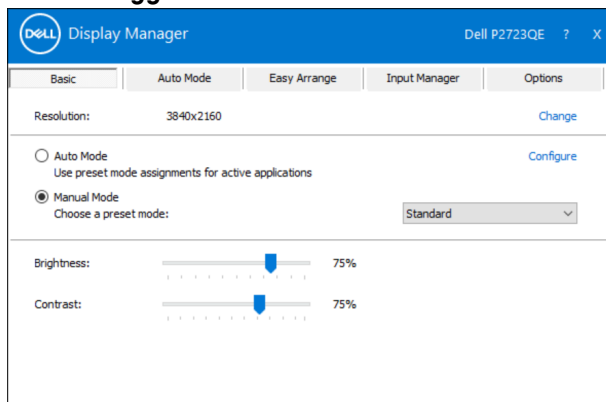 DELL Display Manager Dell P2723QE ? X
Basic Auto Mode Easy Arrange Input Manager Options
Resolution: 3840x2160 Change
Auto Mode Configure
Use preset mode assignments for active applications
Manual Mode
Choose a preset mode: Standard
Brightness: 75%
Contrast: 75%